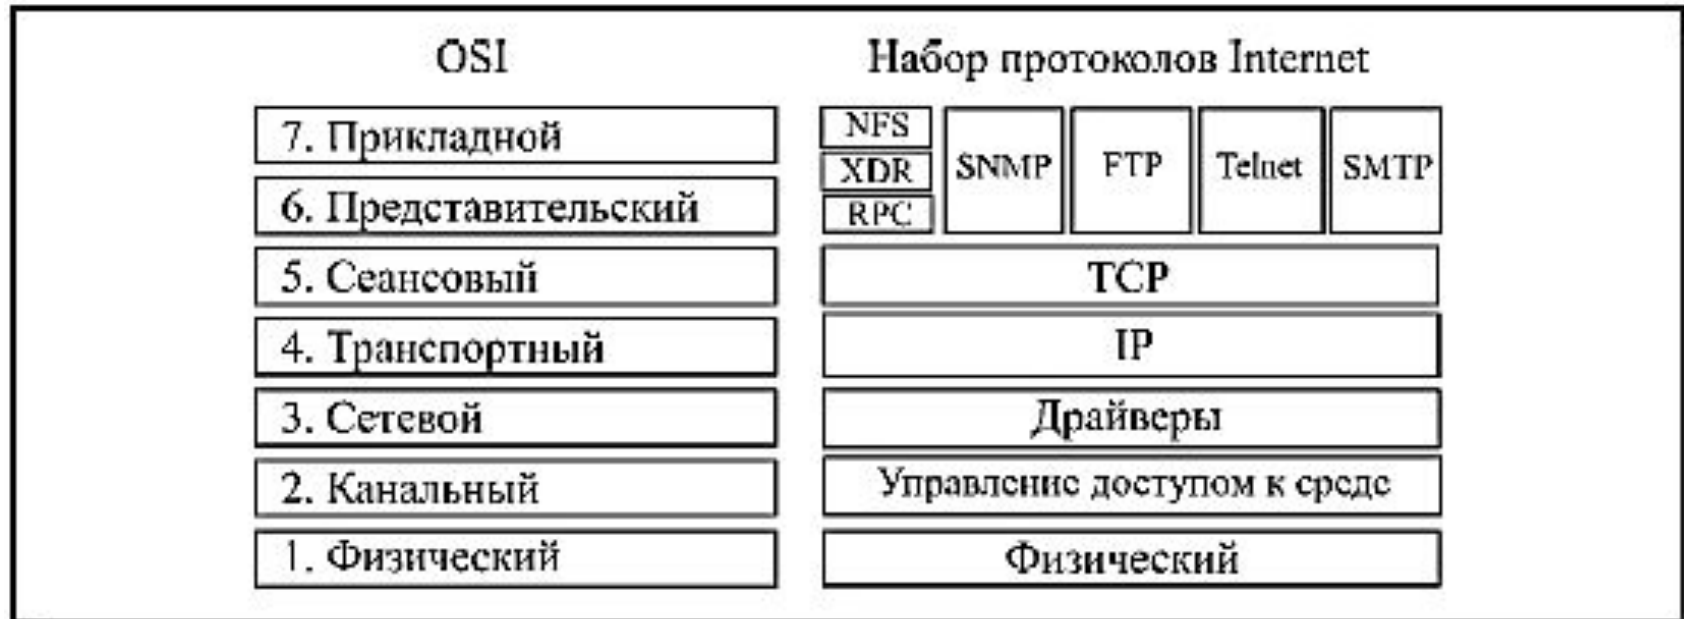 OSI
Набор протоколов Internet
7. Прикладной
6. Представительский
5. Сеансовый
4. Транспортный
3. Сетевой
2. Канальный
1. Физический
NFS
XDR
RPC
SNMP
FTP
Telnet
SMTP
TCP
IP
Драйверы
Управление доступом к среде
Физический